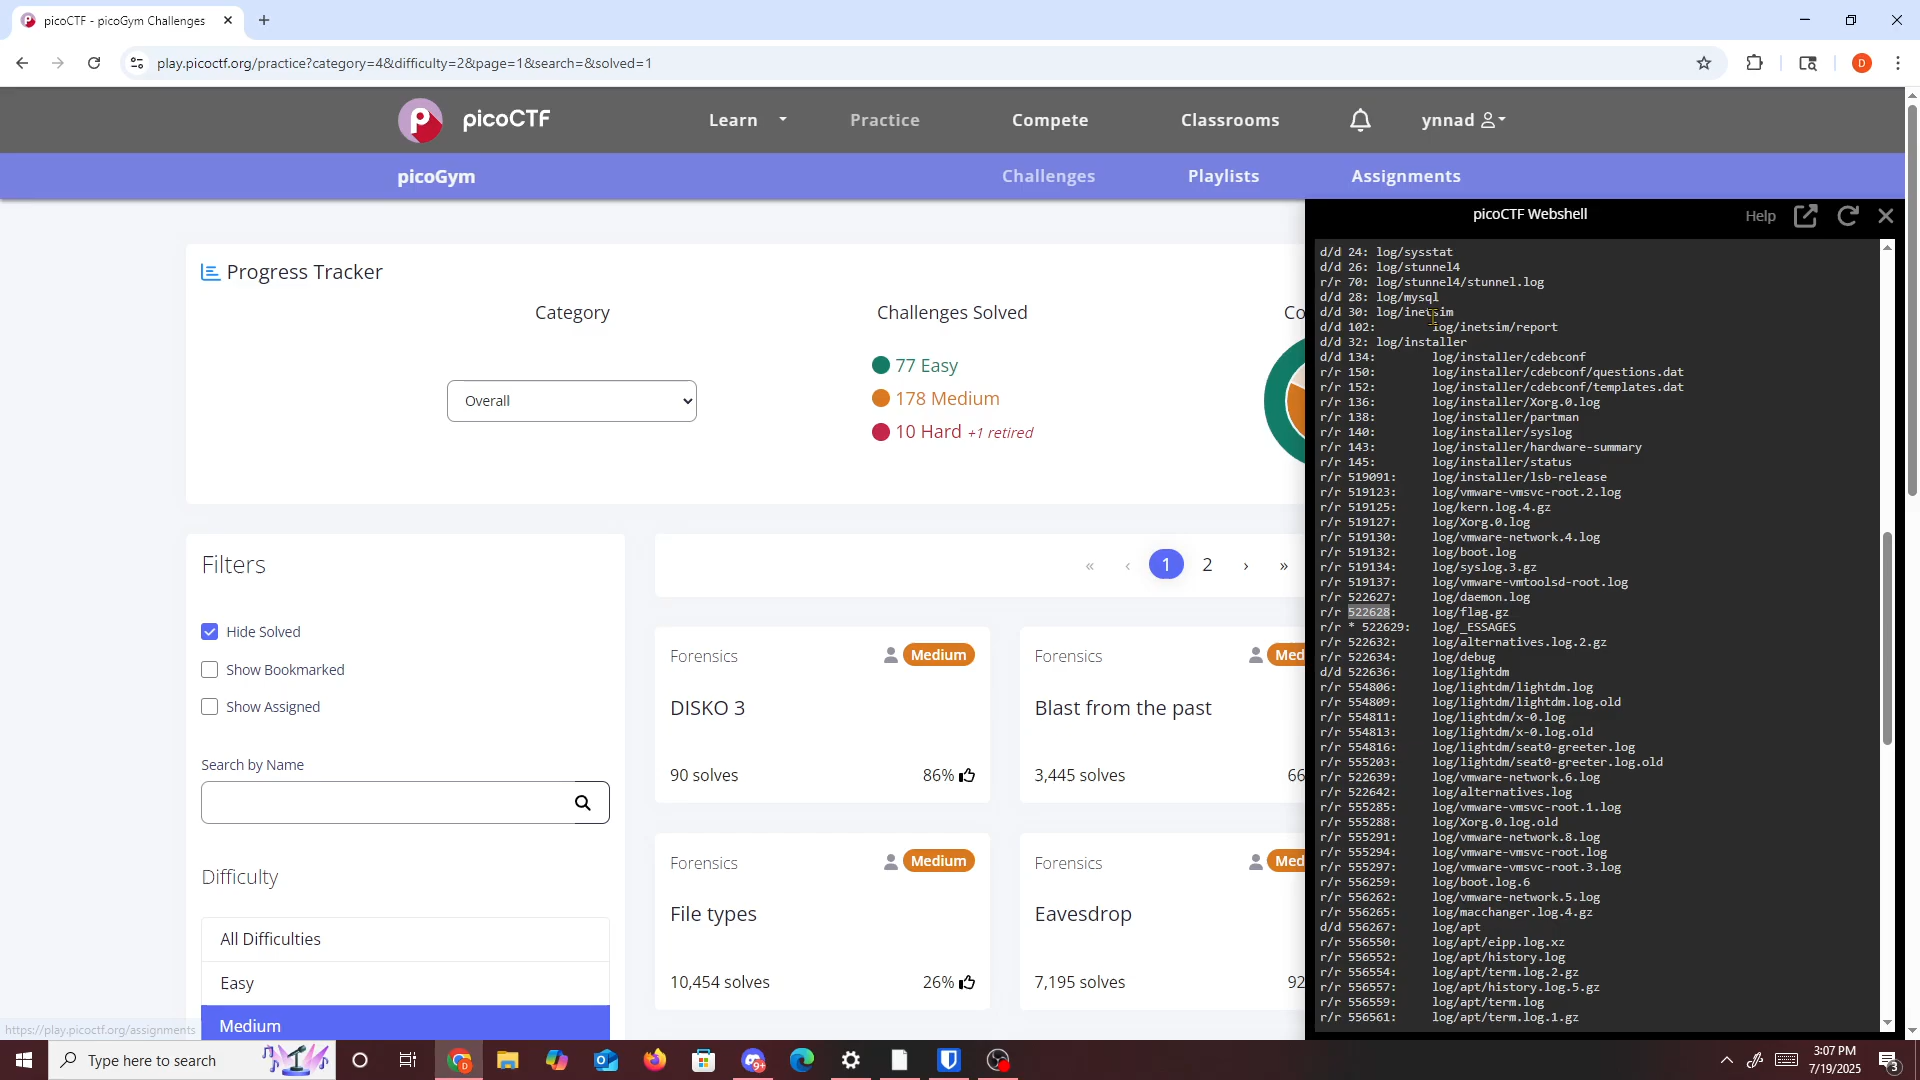 picoCTF - picoGym Challenges
play.picoctf.org/practice?category=4&difficulty=2&page=1&search=&solved=1
D
picoCTF
Learn
Practice
Compete
Classrooms
ynnad
picoGym
Challenges
Playlists
Assignments
Progress Tracker
Category
Overall
Challenges Solved
77 Easy
178 Medium
10 Hard +1 retired
Co
Filters
Hide Solved
Show Bookmarked
Show Assigned
Search by Name
Difficulty
All Difficulties
Easy
Medium
« ‹ 1 2 › »
Forensics
Medium
DISKO 3
90 solves
86%
Forensics
Med
Blast from the past
3,445 solves
66
Forensics
Medium
File types
10,454 solves
26%
Forensics
Med
Eavesdrop
7,195 solves
92
picoCTF Webshell
Help
d/d 24: log/sysstat
d/d 26: log/stunnel4
r/r 70: log/stunnel4/stunnel.log
d/d 28: log/mysql
d/d 30: log/inetsim
d/d 102: log/inetsim/report
d/d 32: log/installer
d/d 134: log/installer/cdebconf
r/r 150: log/installer/cdebconf/questions.dat
r/r 152: log/installer/cdebconf/templates.dat
r/r 136: log/installer/Xorg.0.log
r/r 138: log/installer/partman
r/r 140: log/installer/syslog
r/r 143: log/installer/hardware-summary
r/r 145: log/installer/status
r/r 519091: log/installer/lsb-release
r/r 519123: log/vmware-vmsvc-root.2.log
r/r 519125: log/kern.log.4.gz
r/r 519127: log/Xorg.0.log
r/r 519130: log/vmware-network.4.log
r/r 519132: log/boot.log
r/r 519134: log/syslog.3.gz
r/r 519137: log/vmware-vmtoolsd-root.log
r/r 522627: log/daemon.log
r/r 522628: log/flag.gz
r/r * 522629: log/_ESSAGES
r/r 522632: log/alternatives.log.2.gz
r/r 522634: log/debug
d/d 522636: log/lightdm
r/r 554806: log/lightdm/lightdm.log
r/r 554809: log/lightdm/lightdm.log.old
r/r 554811: log/lightdm/x-0.log
r/r 554813: log/lightdm/x-0.log.old
r/r 554816: log/lightdm/seat0-greeter.log
r/r 555203: log/lightdm/seat0-greeter.log.old
r/r 522639: log/vmware-network.6.log
r/r 522642: log/alternatives.log
r/r 555285: log/vmware-vmsvc-root.1.log
r/r 555288: log/Xorg.0.log.old
r/r 555291: log/vmware-network.8.log
r/r 555294: log/vmware-vmsvc-root.log
r/r 555297: log/vmware-vmsvc-root.3.log
r/r 556259: log/boot.log.6
r/r 556262: log/vmware-network.5.log
r/r 556265: log/macchanger.log.4.gz
d/d 556267: log/apt
r/r 556550: log/apt/eipp.log.xz
r/r 556552: log/apt/history.log
r/r 556554: log/apt/term.log.2.gz
r/r 556557: log/apt/history.log.5.gz
r/r 556559: log/apt/term.log
r/r 556561: log/apt/term.log.1.gz
https://play.picoctf.org/assignments
Type here to search
D
9+
3:07 PM
7/19/2025
3